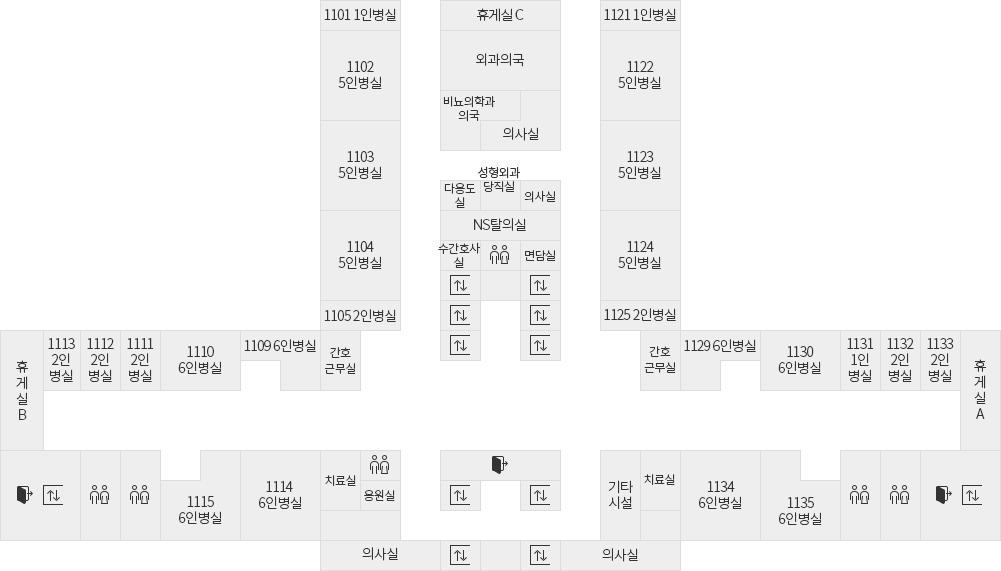 1101 1인병실
휴게실 C
1121 1인병실
1102
5인병실
외과의국
1122
5인병실
비뇨의학과
의국
의사실
1103
5인병실
1123
5인병실
성형외과
당직실
다용도
실
의사실
NS탈의실
1104
5인병실
수간호사
실
면담실
1124
5인병실
1105 2인병실
1125 2인병실
휴
게
실
B
1113
2인
병실
1112
2인
병실
1111
2인
병실
1110
6인병실
1109 6인병실
간호
근무실
간호
근무실
1129 6인병실
1130
6인병실
1131
1인
병실
1132
2인
병실
1133
2인
병실
휴
게
실
A
1115
6인병실
1114
6인병실
치료실
용원실
기타
시설
치료실
1134
6인병실
1135
6인병실
의사실
의사실